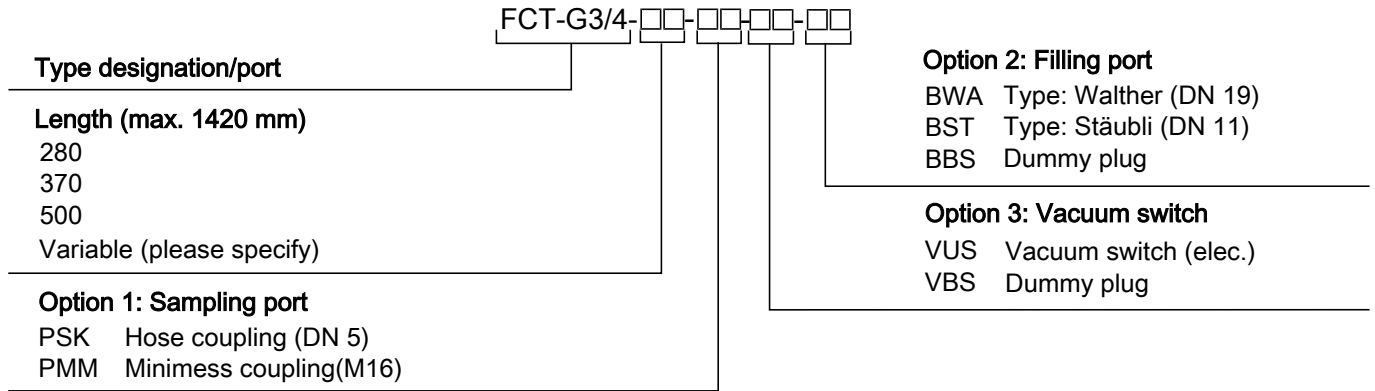 FCT-G3/4-□□-□□-□□-□□
Type designation/port
Length (max. 1420 mm)
280
370
500
Variable (please specify)
Option 1: Sampling port
PSK Hose coupling (DN 5)
PMM Minimess coupling(M16)
Option 2: Filling port
BWA Type: Walther (DN 19)
BST Type: Stäubli (DN 11)
BBS Dummy plug
Option 3: Vacuum switch
VUS Vacuum switch (elec.)
VBS Dummy plug